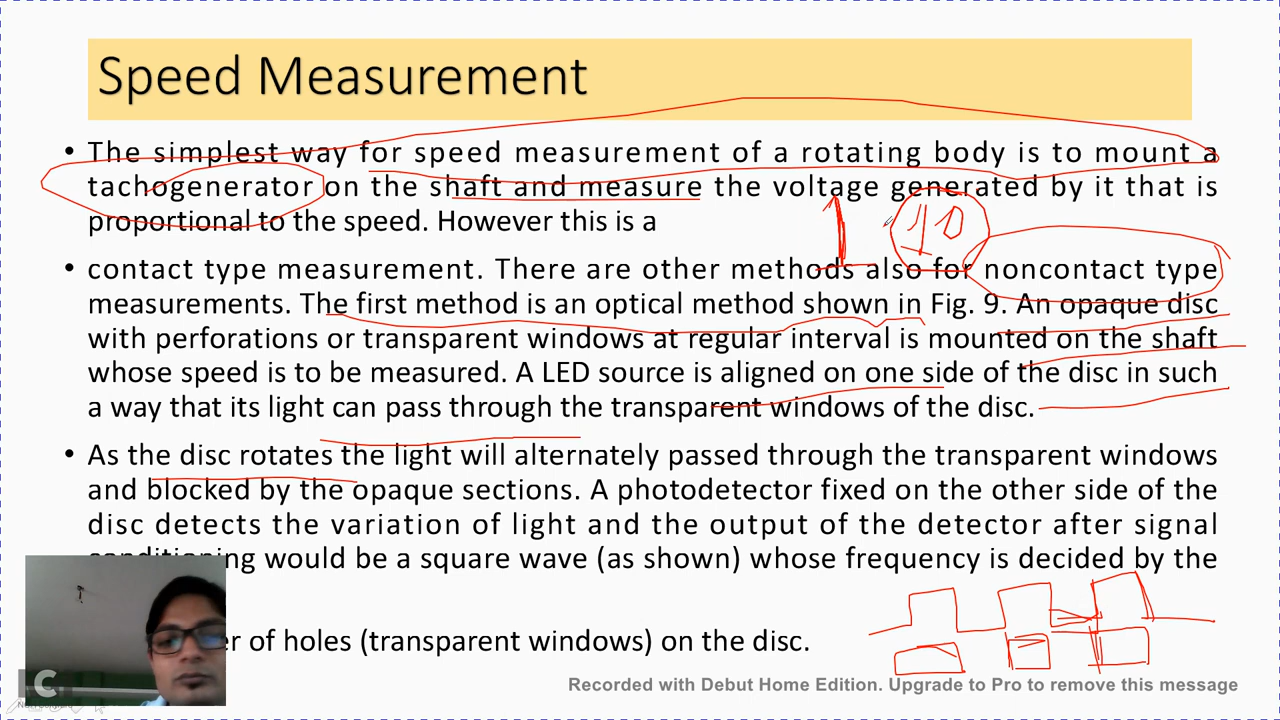 Speed Measurement
• The simplest way for speed measurement of a rotating body is to mount a
tachogenerator on the shaft and measure the voltage generated by it that is
proportional to the speed. However this is a
10
• contact type measurement. There are other methods also for noncontact type
measurements. The first method is an optical method shown in Fig. 9. An opaque disc
with perforations or transparent windows at regular interval is mounted on the shaft
whose speed is to be measured. A LED source is aligned on one side of the disc in such
a way that its light can pass through the transparent windows of the disc.
• As the disc rotates the light will alternately passed through the transparent windows
and blocked by the opaque sections. A photodetector fixed on the other side of the
disc detects the variation of light and the output of the detector after signal
conditioning would be a square wave (as shown) whose frequency is decided by the
of holes (transparent windows) on the disc.
Recorded with Debut Home Edition. Upgrade to Pro to remove this message